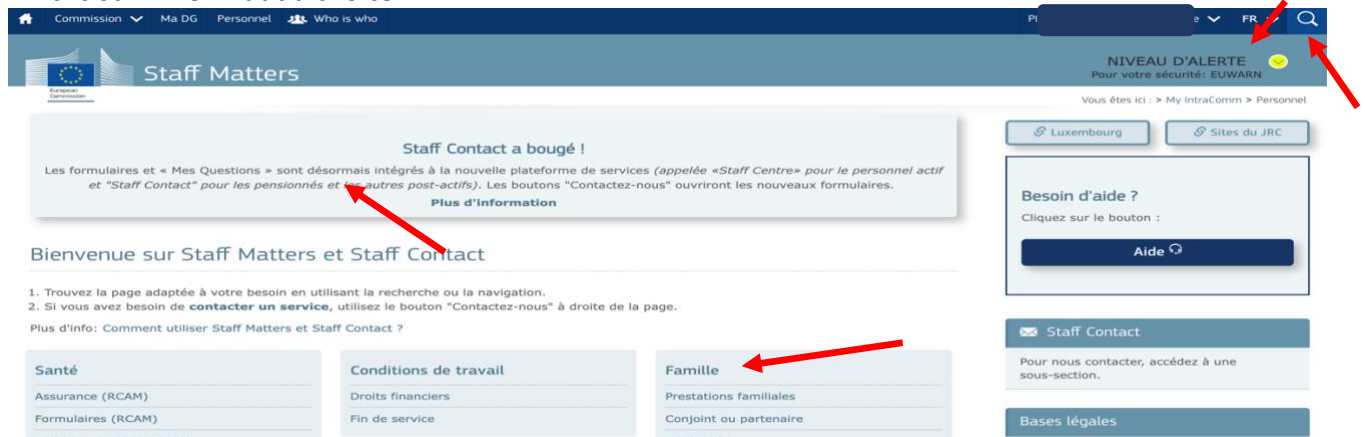 Commission Ma DG Personnel Who is who
FR
Staff Matters
European
Commission
NIVEAU D'ALERTE
Pour votre sécurité: EUWARN
Vous êtes ici : > My IntraComm > Personnel
Staff Contact a bougé !
Les formulaires et « Mes Questions » sont désormais intégrés à la nouvelle plateforme de services (appelée «Staff Centre» pour le personnel actif
et "Staff Contact" pour les pensionnés et les autres post-actifs). Les boutons "Contactez-nous" ouvriront les nouveaux formulaires.
Plus d'information
Luxembourg
Sites du JRC
Besoin d'aide ?
Cliquez sur le bouton :
Aide
Bienvenue sur Staff Matters et Staff Contact
1. Trouvez la page adaptée à votre besoin en utilisant la recherche ou la navigation.
2. Si vous avez besoin de contacter un service, utilisez le bouton "Contactez-nous" à droite de la page.
Plus d'info: Comment utiliser Staff Matters et Staff Contact ?
Staff Contact
Pour nous contacter, accédez à une
sous-section.
Bases légales
Santé
Assurance (RCAM)
Formulaires (RCAM)
Conditions de travail
Droits financiers
Fin de service
Famille
Prestations familiales
Conjoint ou partenaire